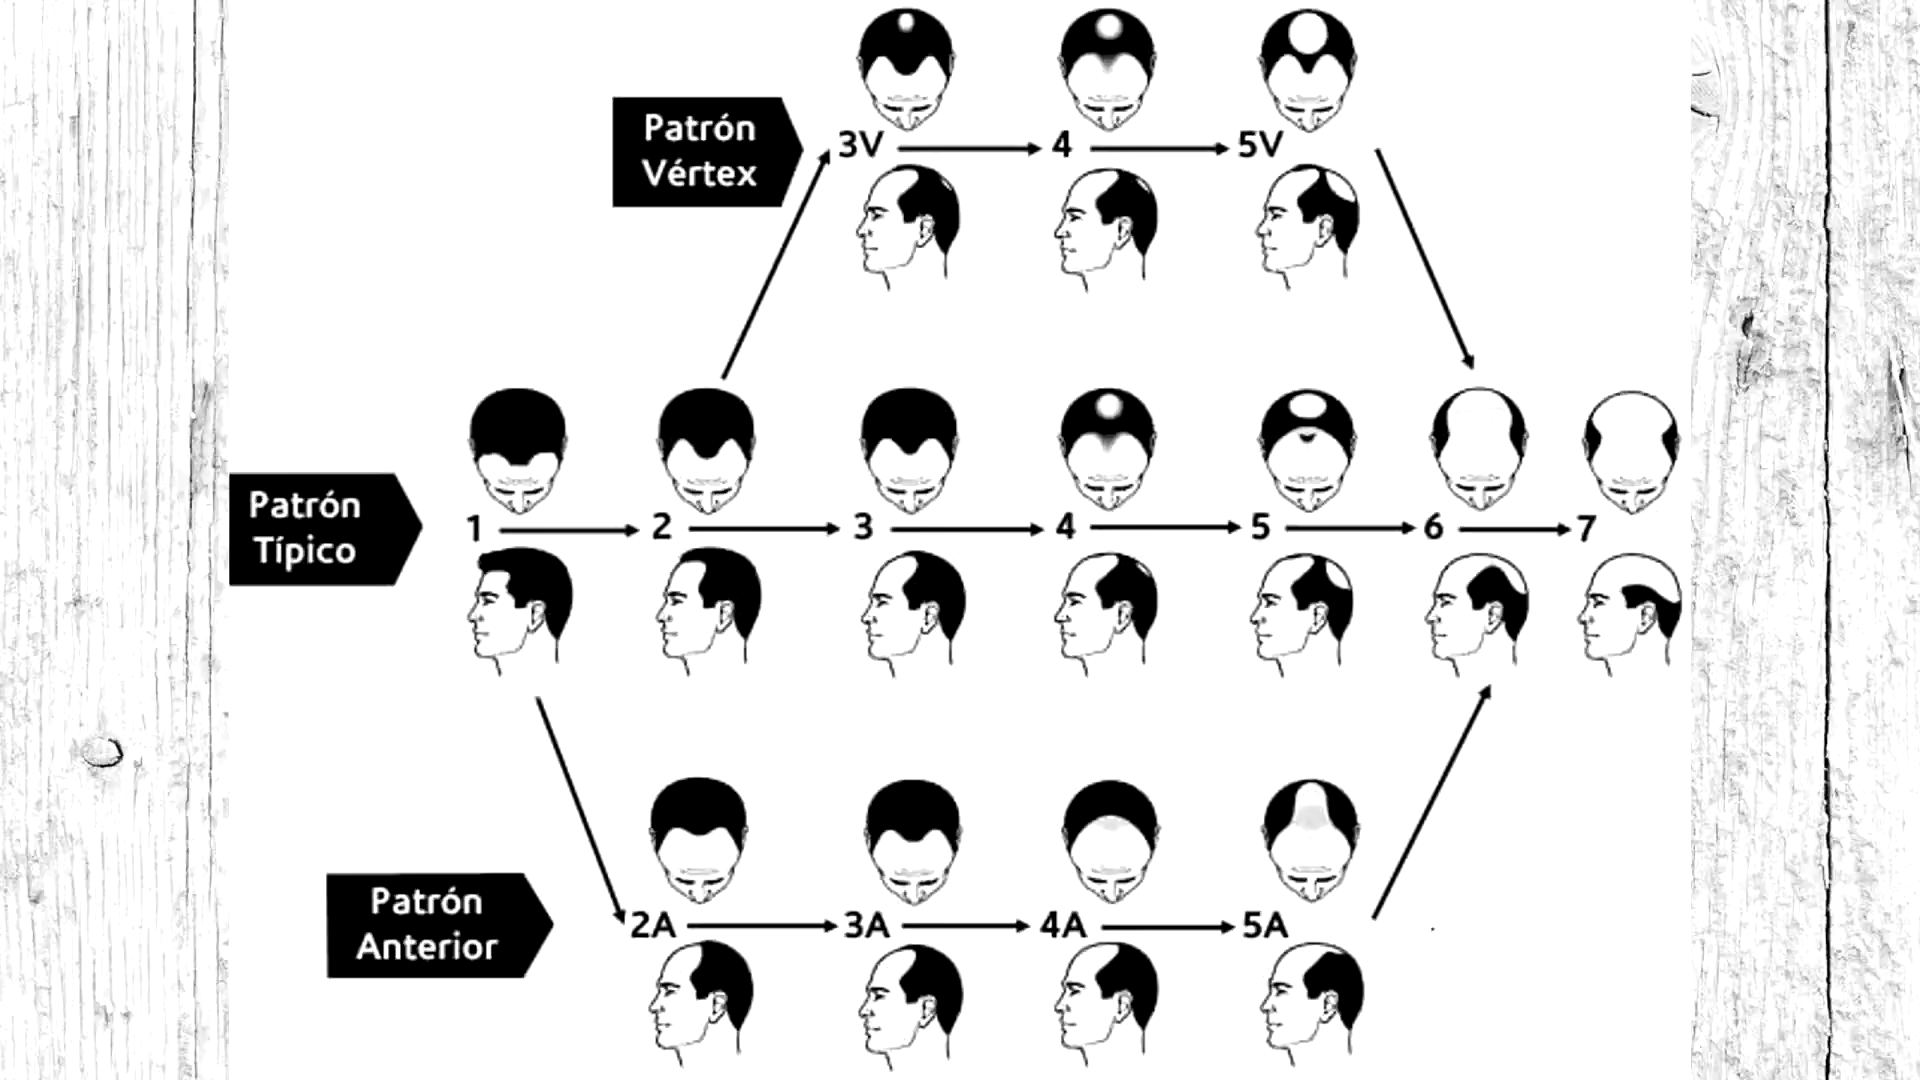 Patrón
Vértex
3V
4
5V
Patrón
Típico
1
2
3
4
5
6
7
Patrón
Anterior
2A
3A
4A
5A